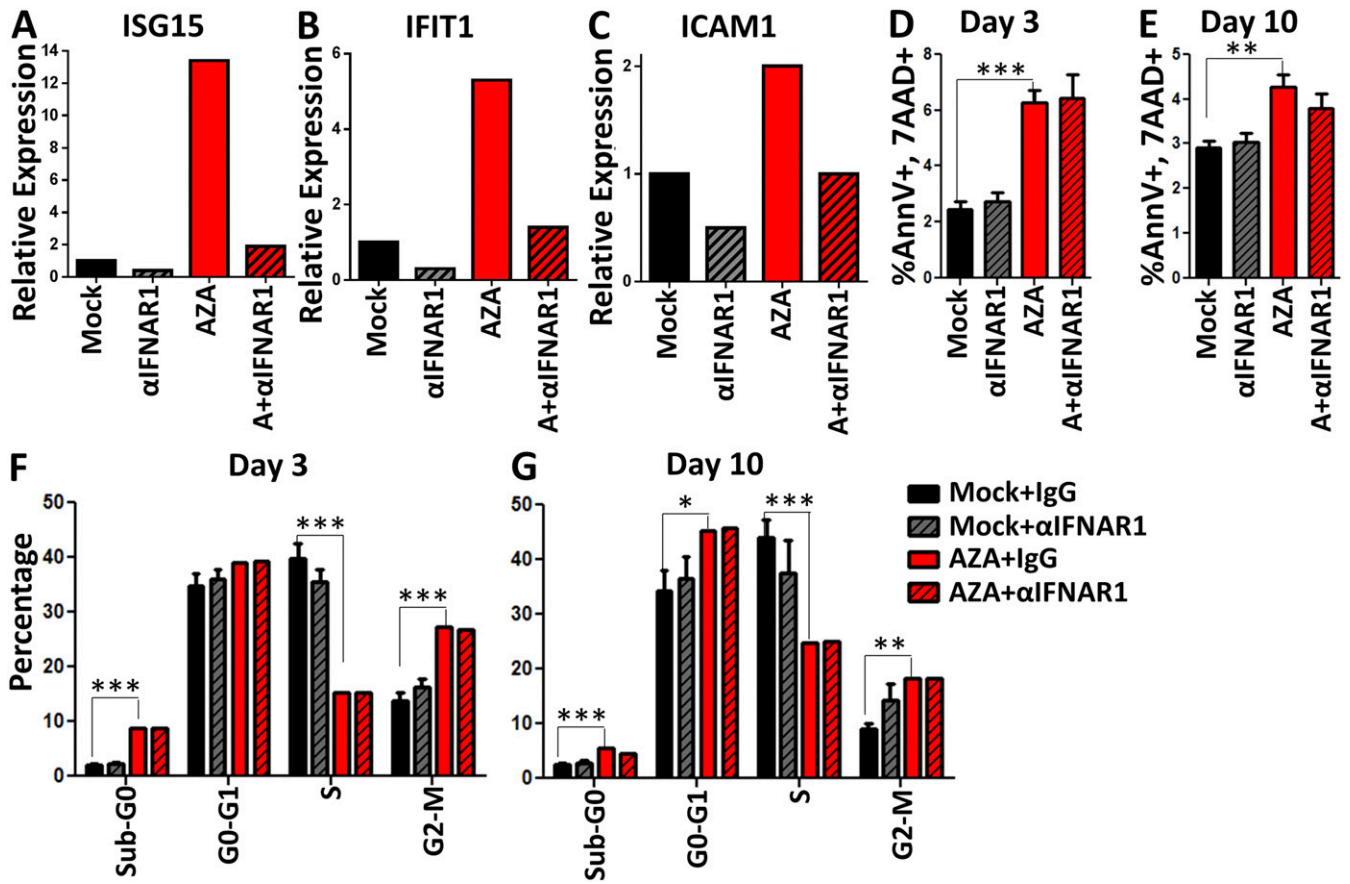 A ISG15
Relative Expression
14
12
10
8
6
4
2
0
Mock
αIFNAR1
AZA
A+αIFNAR1
B IFIT1
Relative Expression
6
4
2
0
Mock
αIFNAR1
AZA
A+αIFNAR1
C ICAM1
Relative Expression
2
1
0
Mock
αIFNAR1
AZA
A+αIFNAR1
D Day 3
%AnnV+, 7AAD+
8
6
4
2
0
***
Mock
αIFNAR1
AZA
A+αIFNAR1
E Day 10
%AnnV+, 7AAD+
5
4
3
2
1
0
**
Mock
αIFNAR1
AZA
A+αIFNAR1
F Day 3
Percentage
50
40
30
20
10
0
***
***
***
Sub-G0
G0-G1
S
G2-M
G Day 10
50
40
30
20
10
0
***
*
***
**
Sub-G0
G0-G1
S
G2-M
Mock+IgG
Mock+αIFNAR1
AZA+IgG
AZA+αIFNAR1